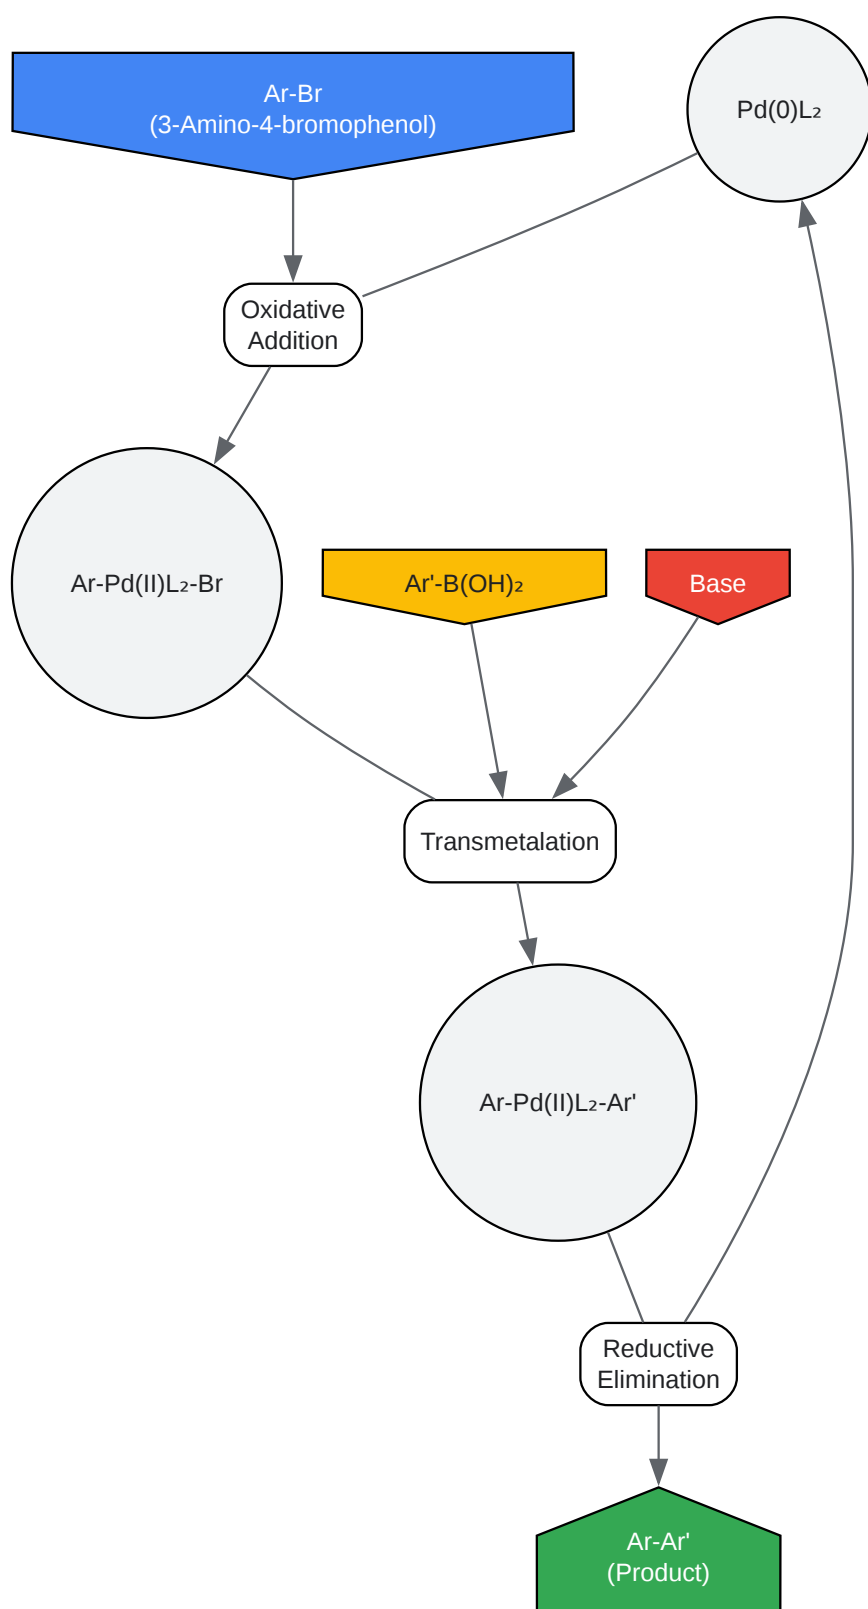 Ar-Br
(3-Amino-4-bromophenol)
Pd(0)L₂
Oxidative
Addition
Ar-Pd(II)L₂-Br
Ar'-B(OH)₂
Base
Transmetalation
Ar-Pd(II)L₂-Ar'
Reductive
Elimination
Ar-Ar'
(Product)